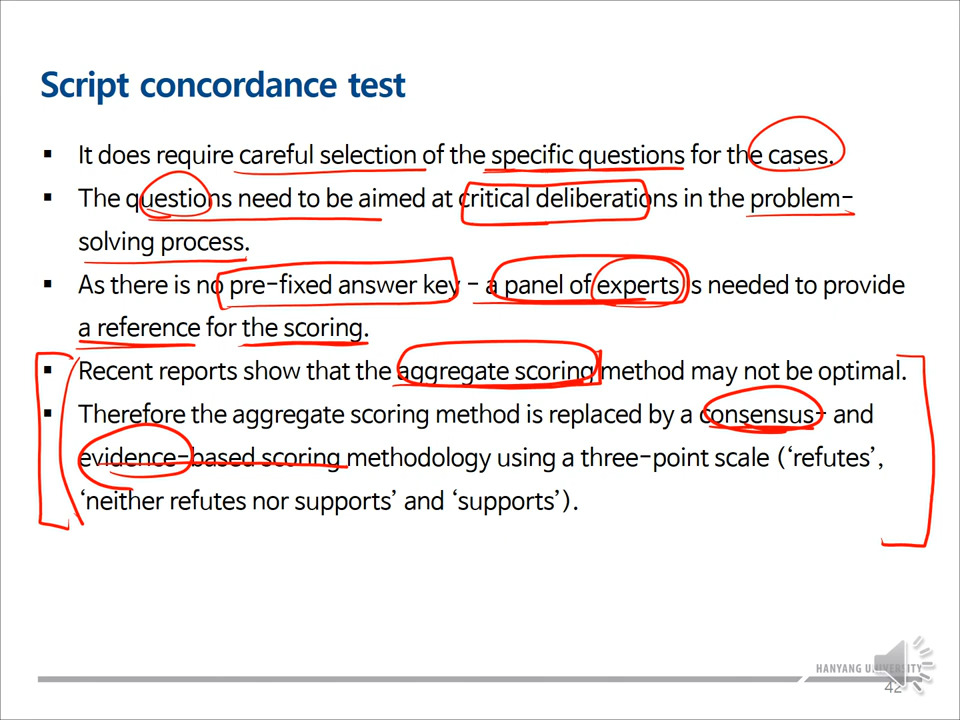 Script concordance test
▪ It does require careful selection of the specific questions for the cases.
▪ The questions need to be aimed at critical deliberations in the problem-
solving process.
▪ As there is no pre-fixed answer key – a panel of experts is needed to provide
a reference for the scoring.
▪ Recent reports show that the aggregate scoring method may not be optimal.
▪ Therefore the aggregate scoring method is replaced by a consensus- and
evidence-based scoring methodology using a three-point scale (‘refutes’,
‘neither refutes nor supports’ and ‘supports’).
HANYANG UNIVERSITY
42